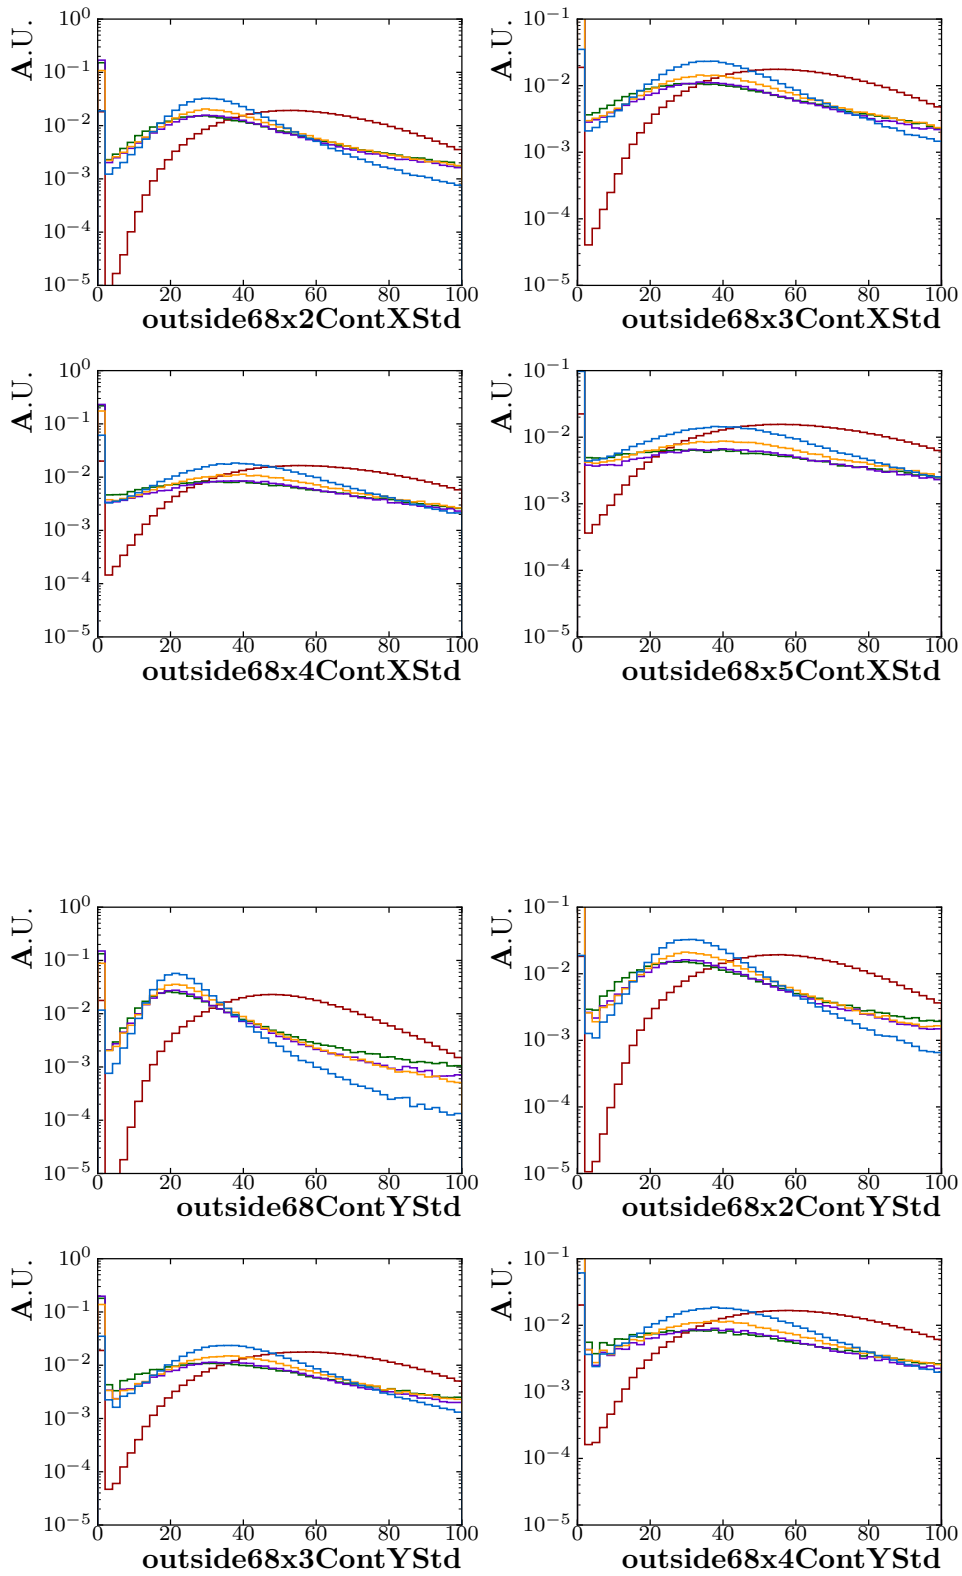 A.U.
10^0
10^−1
10^−2
10^−3
10^−4
10^−5
0 20 40 60 80 100
outside68x2ContXStd
A.U.
10^−1
10^−2
10^−3
10^−4
10^−5
0 20 40 60 80 100
outside68x3ContXStd
A.U.
10^0
10^−1
10^−2
10^−3
10^−4
10^−5
0 20 40 60 80 100
outside68x4ContXStd
A.U.
10^−1
10^−2
10^−3
10^−4
10^−5
0 20 40 60 80 100
outside68x5ContXStd
A.U.
10^0
10^−1
10^−2
10^−3
10^−4
10^−5
0 20 40 60 80 100
outside68ContYStd
A.U.
10^−1
10^−2
10^−3
10^−4
10^−5
0 20 40 60 80 100
outside68x2ContYStd
A.U.
10^0
10^−1
10^−2
10^−3
10^−4
10^−5
0 20 40 60 80 100
outside68x3ContYStd
A.U.
10^−1
10^−2
10^−3
10^−4
10^−5
0 20 40 60 80 100
outside68x4ContYStd